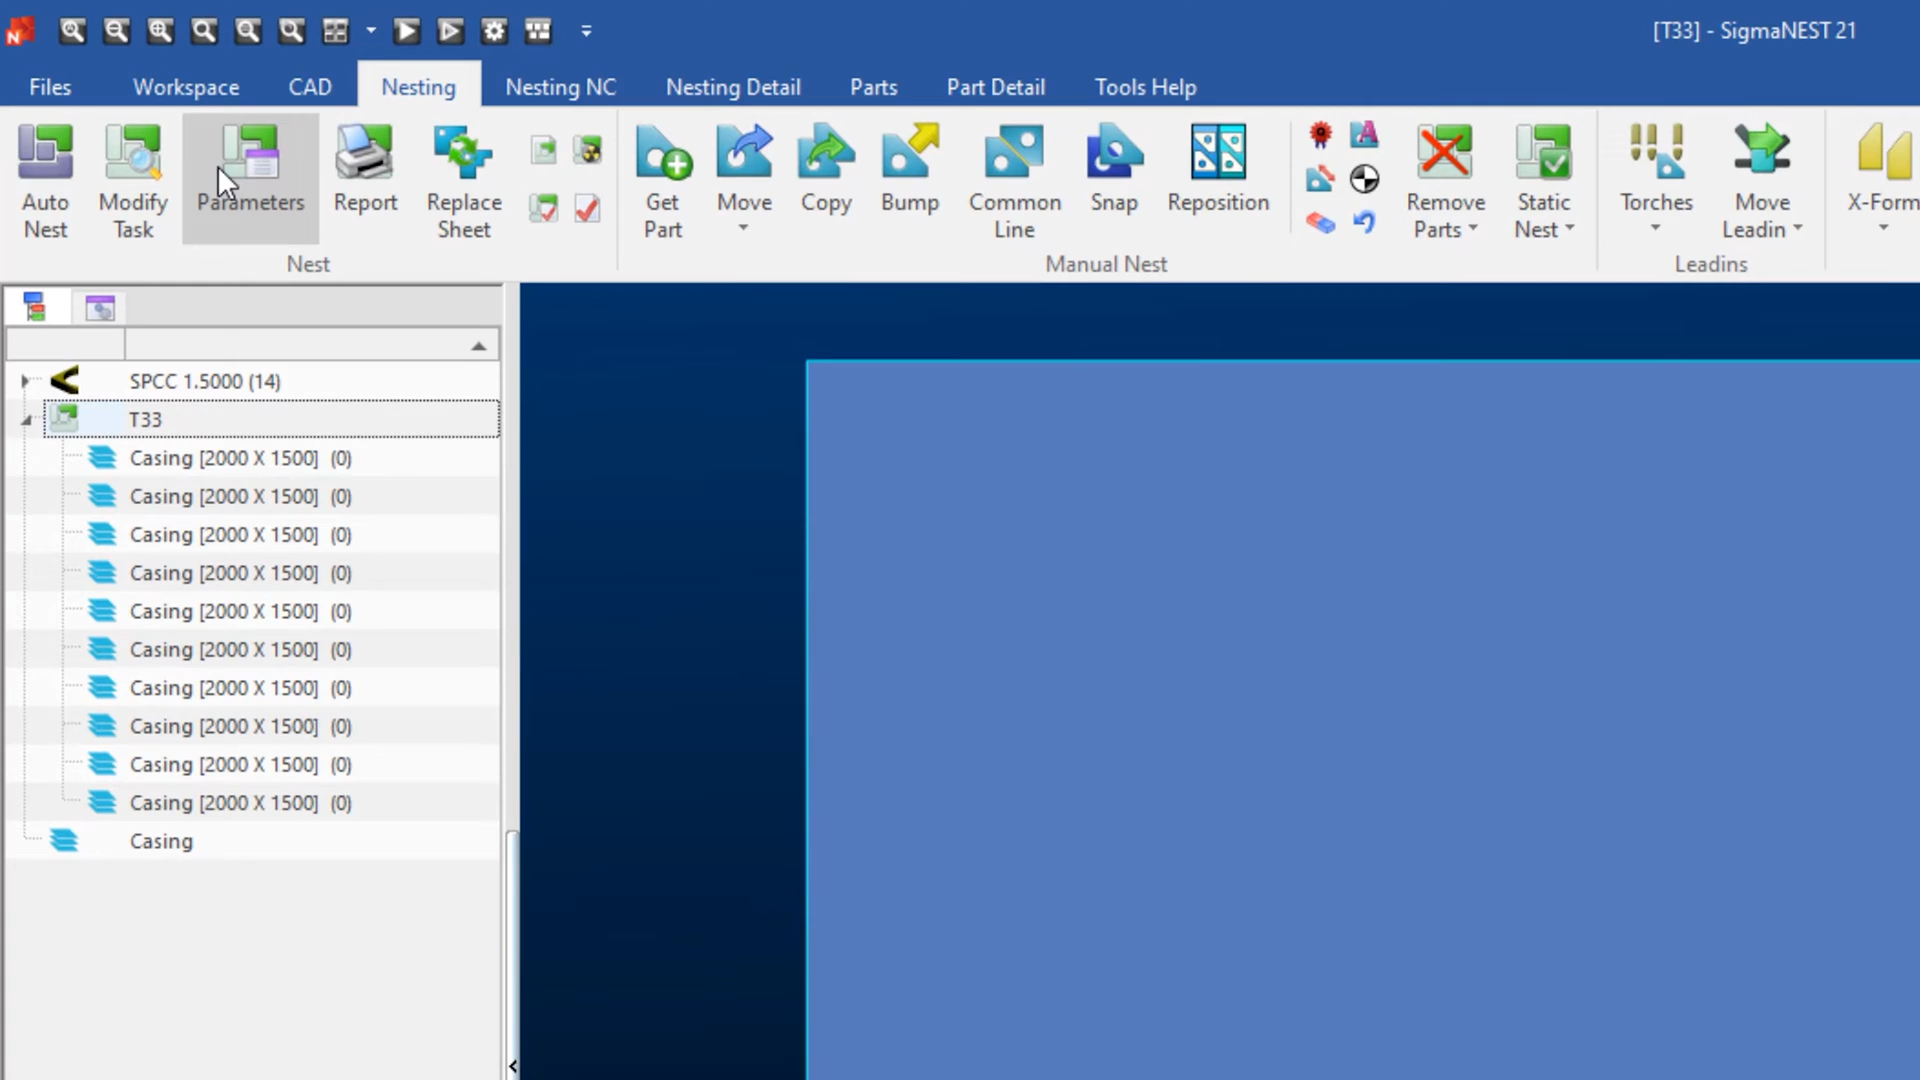 [T33] - SigmaNEST 21
Files Workspace CAD Nesting Nesting NC Nesting Detail Parts Part Detail Tools Help
Auto Nest
Modify Task
Parameters
Report
Replace Sheet
Get Part
Move
Copy
Bump
Common Line
Snap
Reposition
Remove Parts
Static Nest
Torches
Move Leadin
X-Form
Nest
Manual Nest
Leadins
SPCC 1.5000 (14)
T33
Casing [2000 X 1500] (0)
Casing [2000 X 1500] (0)
Casing [2000 X 1500] (0)
Casing [2000 X 1500] (0)
Casing [2000 X 1500] (0)
Casing [2000 X 1500] (0)
Casing [2000 X 1500] (0)
Casing [2000 X 1500] (0)
Casing [2000 X 1500] (0)
Casing [2000 X 1500] (0)
Casing